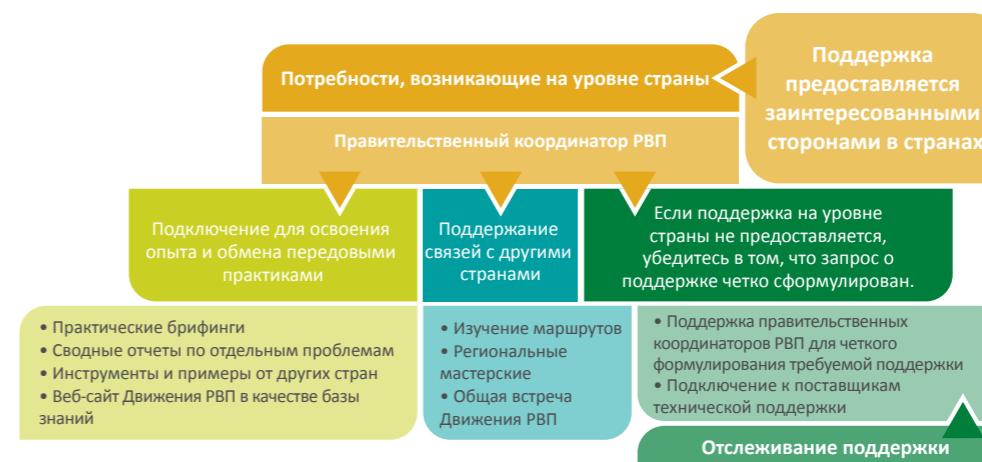 Потребности, возникающие на уровне страны
Поддержка
предоставляется
заинтересованными
сторонами в странах
Правительственный координатор РВП
Подключение для освоения
опыта и обмена передовыми
практиками
Поддержание
связей с другими
странами
Если поддержка на уровне
страны не предоставляется,
убедитесь в том, что запрос о
поддержке четко сформулирован.
• Практические брифинги
• Сводные отчеты по отдельным проблемам
• Инструменты и примеры от других стран
• Веб-сайт Движения РВП в качестве базы
знаний
• Изучение маршрутов
• Региональные
мастерские
• Общая встреча
Движения РВП
• Поддержка правительственных
координаторов РВП для четкого
формулирования требуемой поддержки
• Подключение к поставщикам
технической поддержки
Отслеживание поддержки